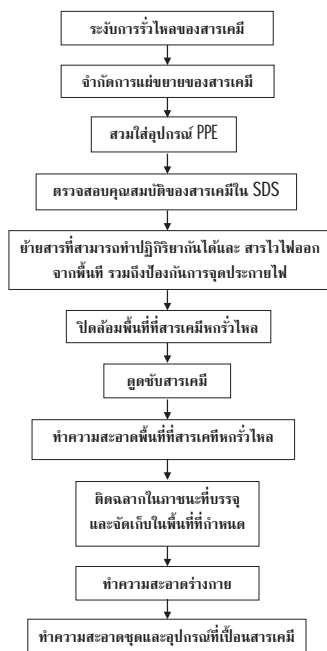 ระงับการรั่วไหลของสารเคมี
จำกัดการแผ่ขยายของสารเคมี
สวมใส่อุปกรณ์ PPE
ตรวจสอบคุณสมบัติของสารเคมีใน SDS
ย้ายสารที่สามารถทำปฏิกิริยากันได้และ สารไวไฟออก
จากพื้นที่ รวมถึงป้องกันการจุดประกายไฟ
ปิดล้อมพื้นที่ที่สารเคมีหกรั่วไหล
ดูดซับสารเคมี
ทำความสะอาดพื้นที่ที่สารเคทีหกรั่วไหล
ติดฉลากในภาชนะที่บรรจุ
และจัดเก็บในพื้นที่ที่กำหนด
ทำความสะอาดร่างกาย
ทำความสะอาดชุดและอุปกรณ์ที่เปื้อนสารเคมี